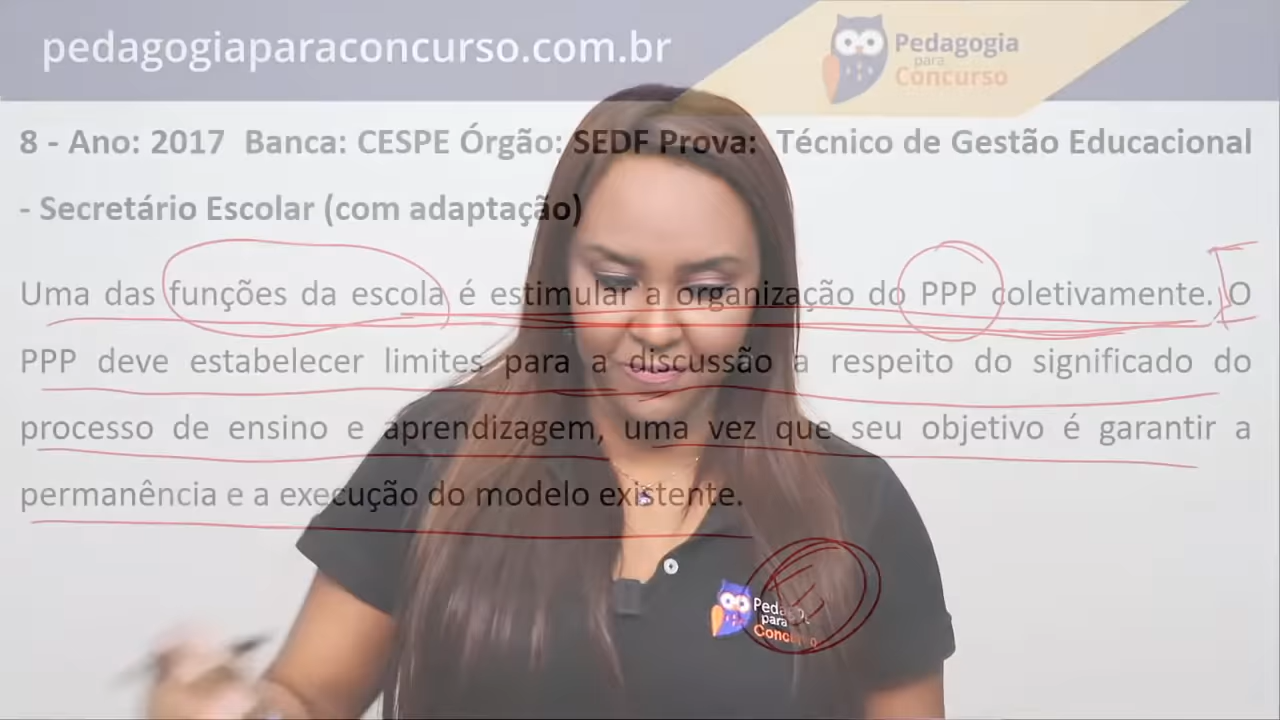 pedagogiaparaconcurso.com.br
Pedagogia
para
Concurso
8 - Ano: 2017 Banca: CESPE Órgão: SEDF Prova: Técnico de Gestão Educacional
- Secretário Escolar (com adaptação)
Uma das funções da escola é estimular a organização do PPP coletivamente. O
PPP deve estabelecer limites para a discussão a respeito do significado do
processo de ensino e aprendizagem, uma vez que seu objetivo é garantir a
permanência e a execução do modelo existente.
E
Pedagogia
para
Concurso